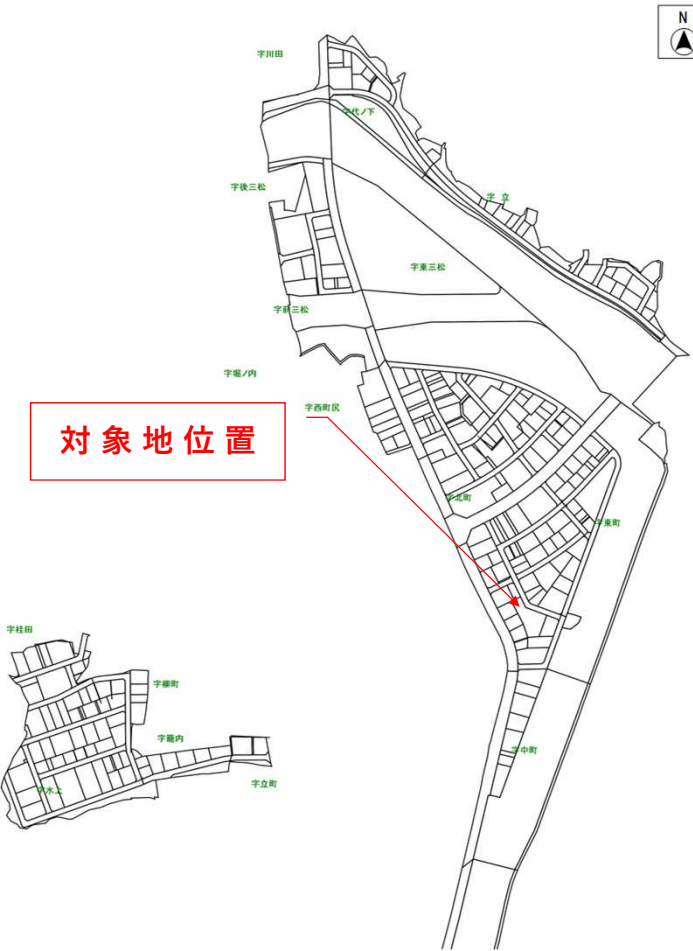 N
字川田
字代ノ下
字後三松
字立
字東三松
字前三松
字堀ノ内
字西町尻
対象地位置
字北町
字東町
字桂田
字柳町
字籠内
字中町
字立町
字水上